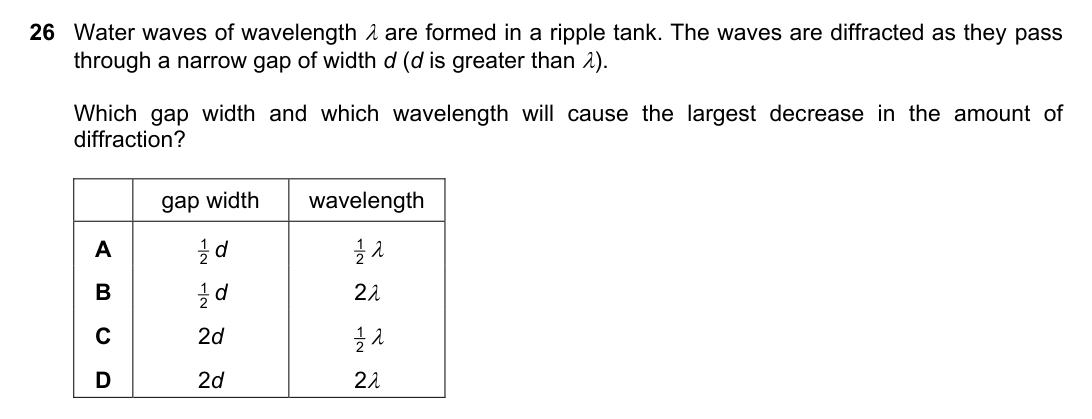 26 Water waves of wavelength λ are formed in a ripple tank. The waves are diffracted as they pass
through a narrow gap of width d (d is greater than λ).
Which gap width and which wavelength will cause the largest decrease in the amount of
diffraction?
gap width wavelength
A ½ d ½ λ
B ½ d 2λ
C 2d ½ λ
D 2d 2λ